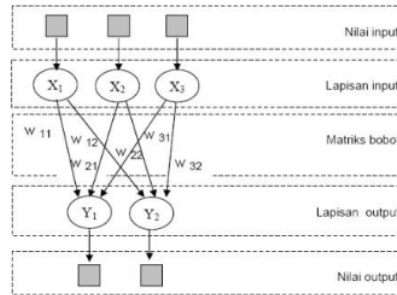 Nilai input
X1 X2 X3
Lapisan input
W 11 W 12 W 21 W 22 W 31 W 32
Matriks bobot
Y1 Y2
Lapisan output
Nilai output